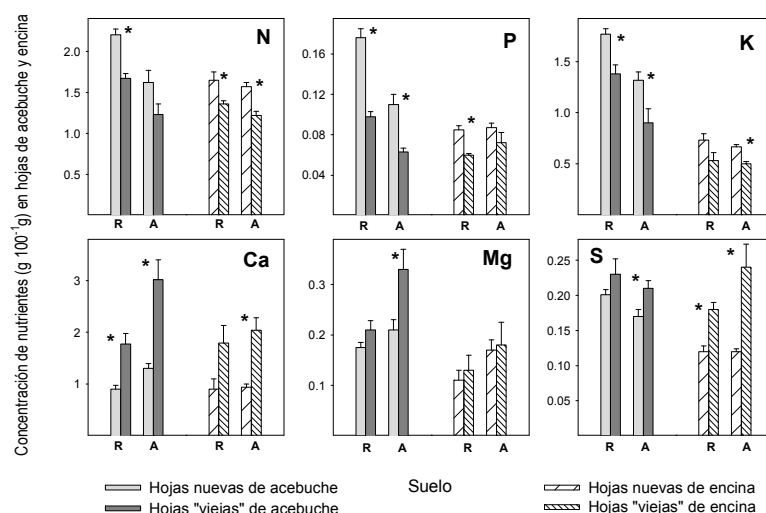 Concentración de nutrientes (g 100⁻¹g) en hojas de acebuche y encina
N
2.0
1.5
1.0
0.5
*
*
*
R A R A
P
0.16
0.12
0.08
0.04
*
*
*
R A R A
K
1.5
1.0
0.5
*
*
*
R A R A
Ca
3
2
1
*
*
*
R A R A
Mg
0.3
0.2
0.1
*
R A R A
S
0.25
0.20
0.15
0.10
0.05
*
*
*
R A R A
Suelo
Hojas nuevas de acebuche
Hojas "viejas" de acebuche
Hojas nuevas de encina
Hojas "viejas" de encina